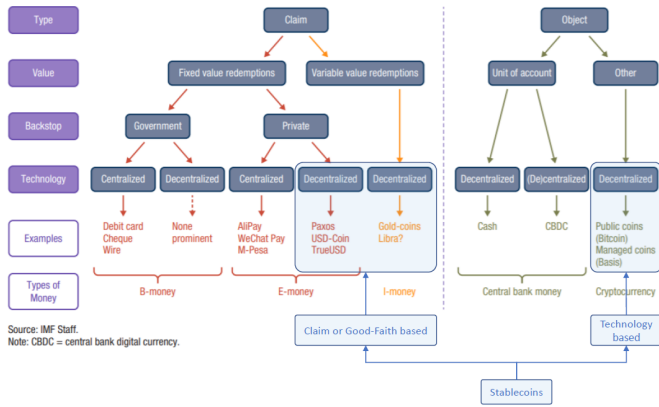 Type
Claim
Object
Value
Fixed value redemptions
Variable value redemptions
Unit of account
Other
Backstop
Government
Private
Technology
Centralized
Decentralized
Centralized
Decentralized
Decentralized
Decentralized
(De)centralized
Decentralized
Examples
Debit card
Cheque
Wire
None
prominent
AliPay
WeChat Pay
M-Pesa
Paxos
USD-Coin
TrueUSD
Gold-coins
Libra?
Cash
CBDC
Public coins
(Bitcoin)
Managed coins
(Basis)
Types of
Money
B-money
E-money
I-money
Central bank money
Cryptocurrency
Source: IMF Staff.
Note: CBDC = central bank digital currency.
Claim or Good-Faith based
Technology
based
Stablecoins